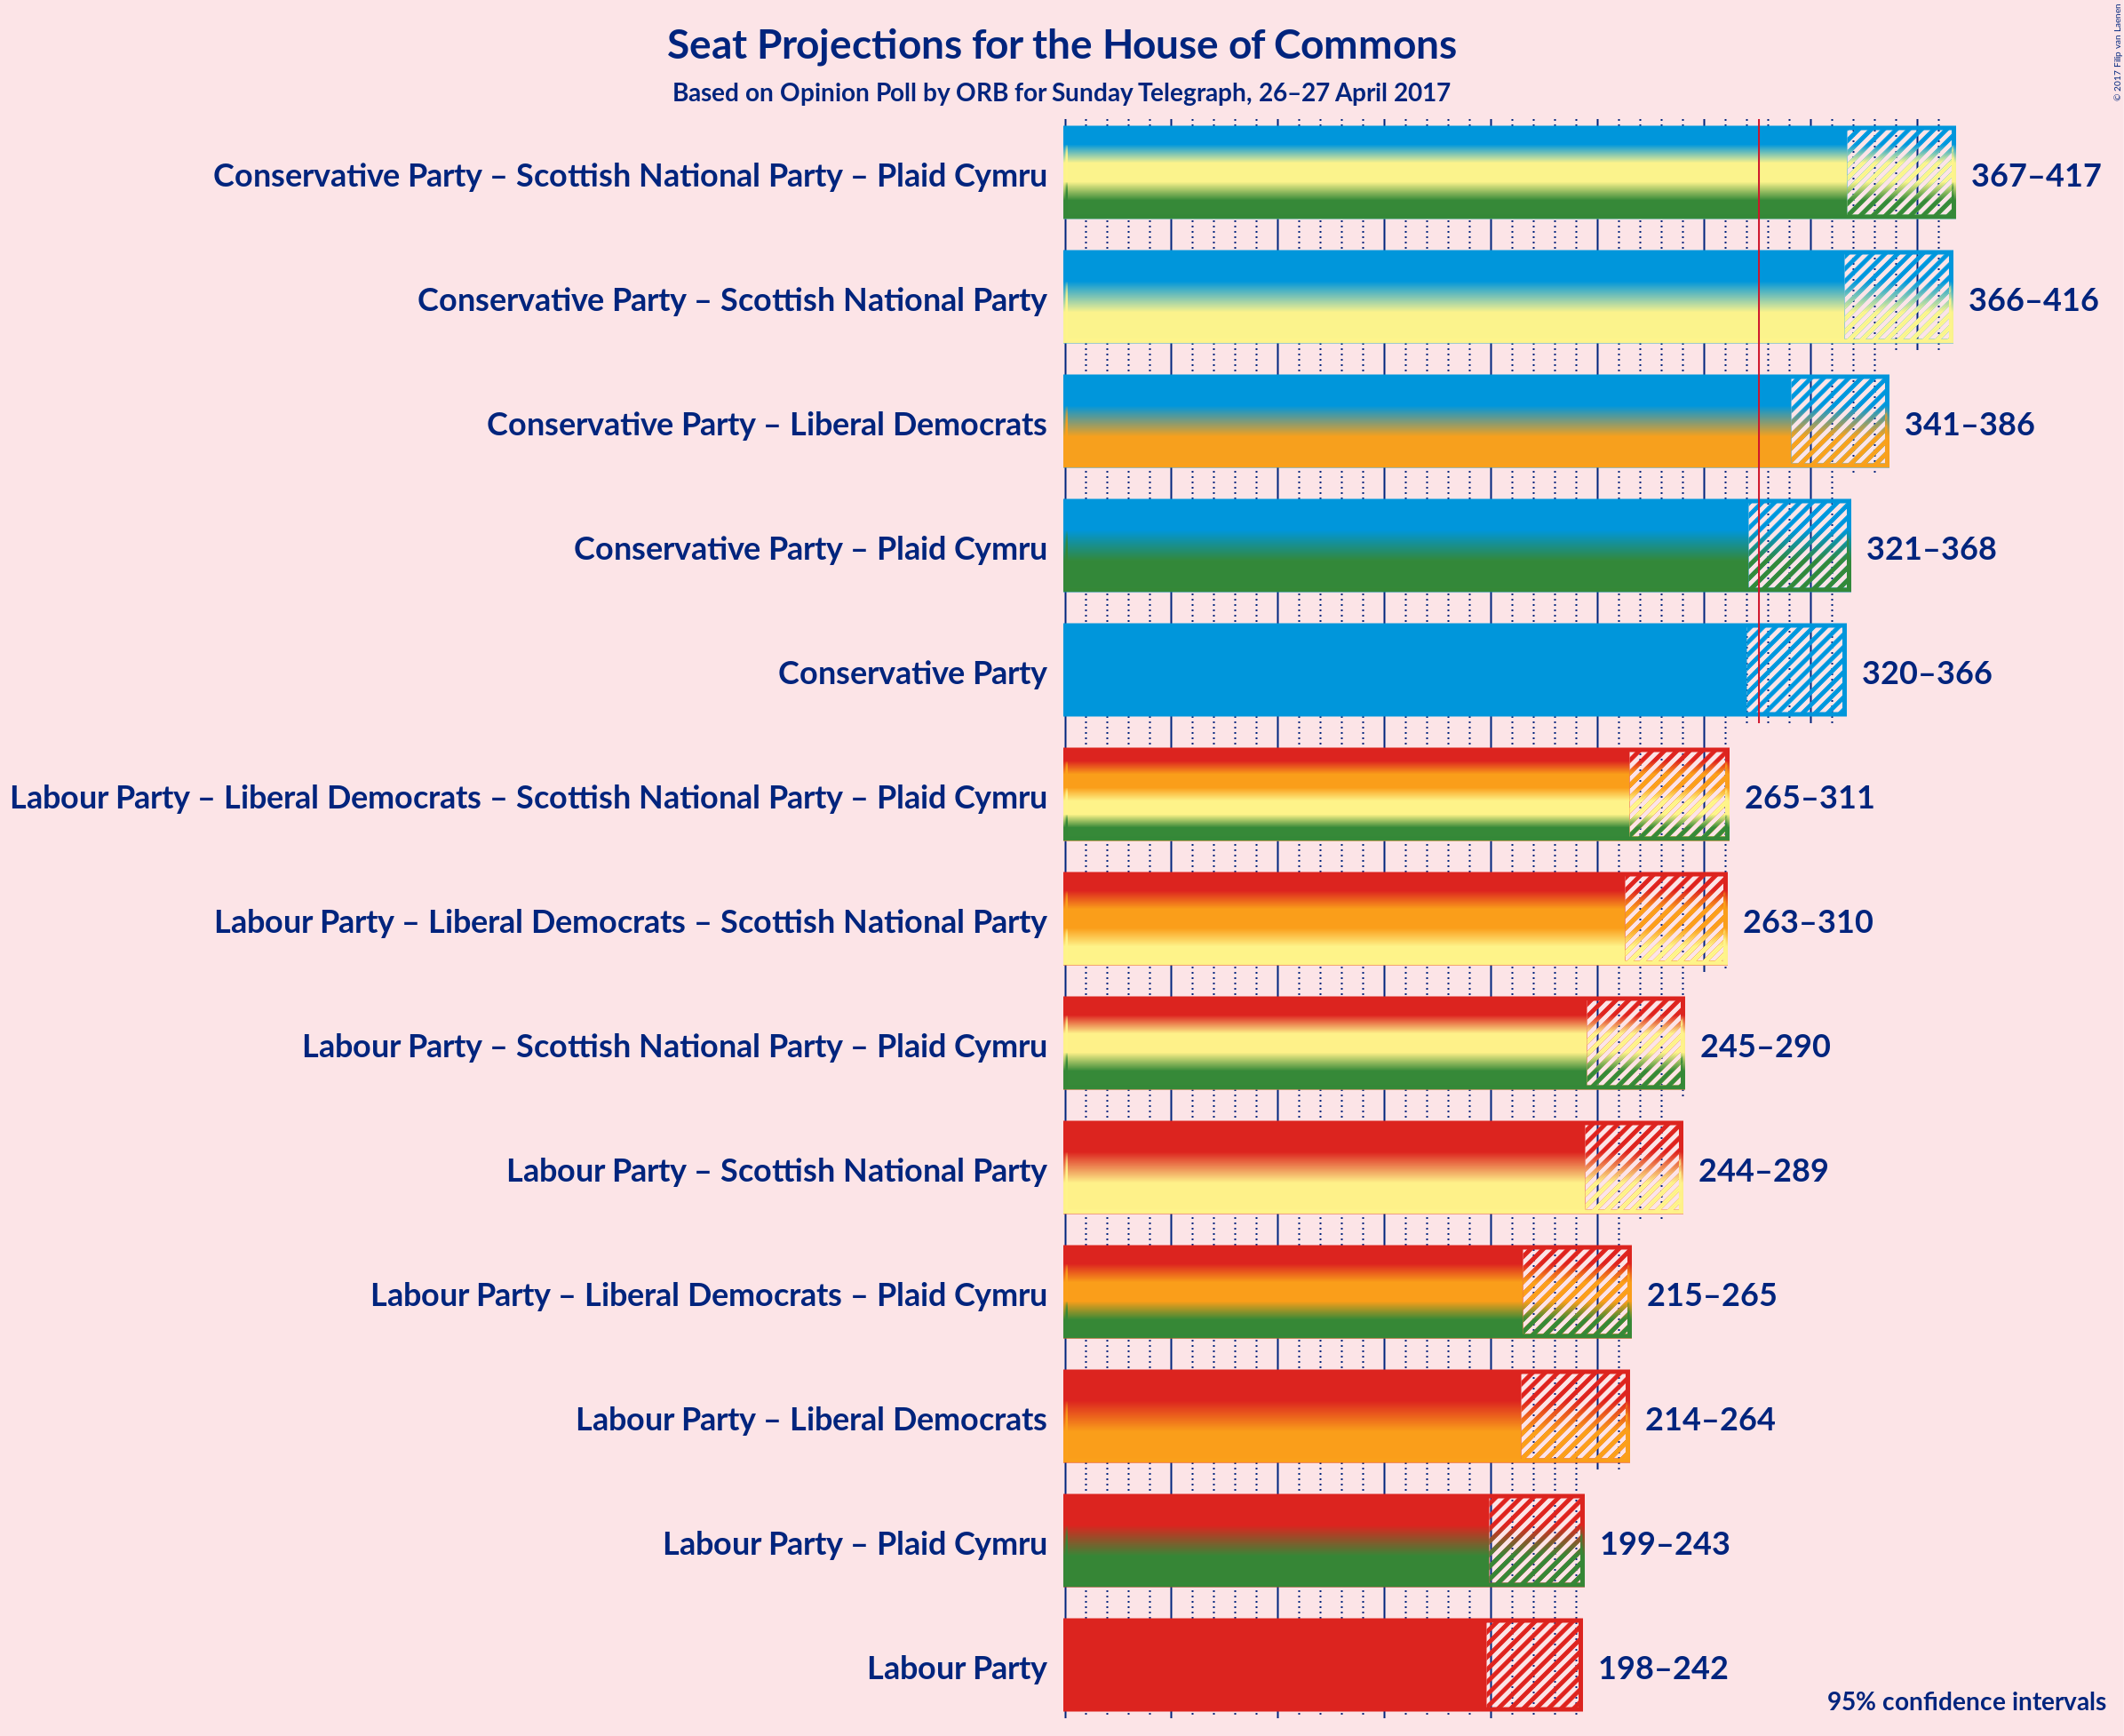 Seat Projections for the House of Commons
Based on Opinion Poll by ORB for Sunday Telegraph, 26–27 April 2017
© 2017 Filip van Laenen
Conservative Party – Scottish National Party – Plaid Cymru 367–417
Conservative Party – Scottish National Party 366–416
Conservative Party – Liberal Democrats 341–386
Conservative Party – Plaid Cymru 321–368
Conservative Party 320–366
Labour Party – Liberal Democrats – Scottish National Party – Plaid Cymru 265–311
Labour Party – Liberal Democrats – Scottish National Party 263–310
Labour Party – Scottish National Party – Plaid Cymru 245–290
Labour Party – Scottish National Party 244–289
Labour Party – Liberal Democrats – Plaid Cymru 215–265
Labour Party – Liberal Democrats 214–264
Labour Party – Plaid Cymru 199–243
Labour Party 198–242
95% confidence intervals